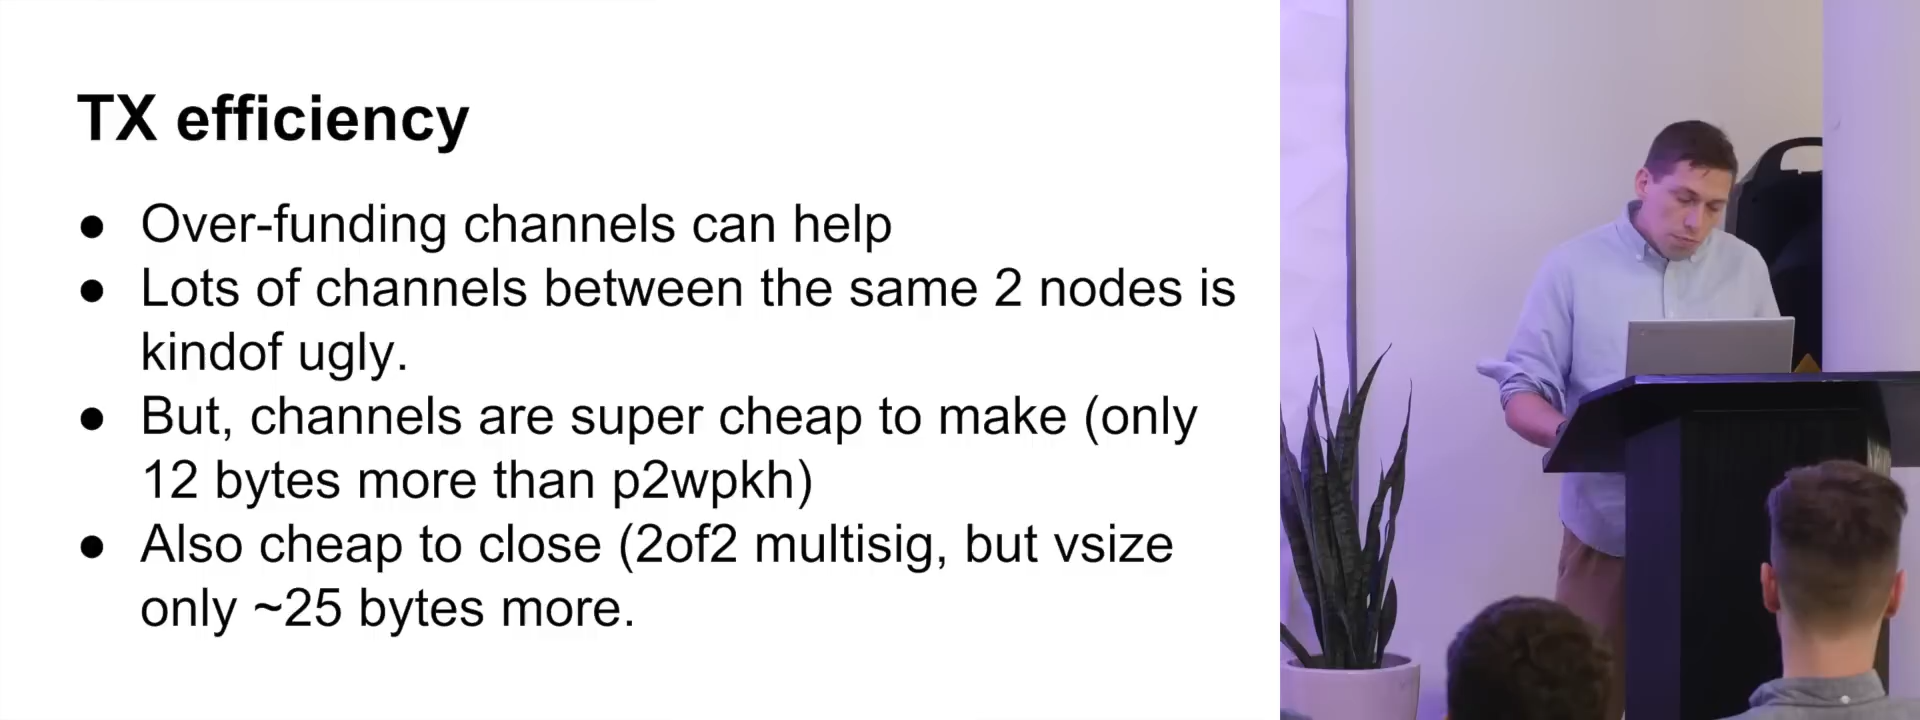 TX efficiency
● Over-funding channels can help
● Lots of channels between the same 2 nodes is
kindof ugly.
● But, channels are super cheap to make (only
12 bytes more than p2wpkh)
● Also cheap to close (2of2 multisig, but vsize
only ~25 bytes more.